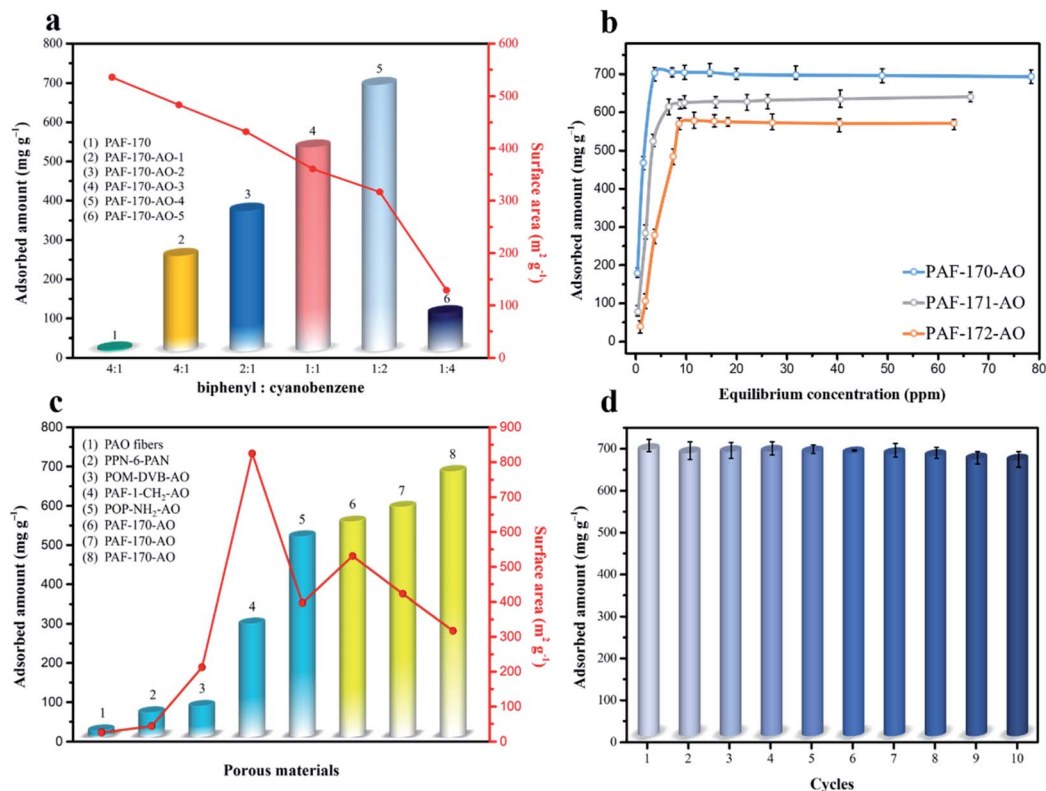 a
800
700
600
500
400
300
200
100
0
Adsorbed amount (mg g⁻¹)
(1) PAF-170
(2) PAF-170-AO-1
(3) PAF-170-AO-2
(4) PAF-170-AO-3
(5) PAF-170-AO-4
(6) PAF-170-AO-5
1
2
3
4
5
6
4:1
4:1
2:1
1:1
1:2
1:4
biphenyl : cyanobenzene
600
500
400
300
200
100
0
Surface area (m² g⁻¹)
b
800
700
600
500
400
300
200
100
0
Adsorbed amount (mg g⁻¹)
PAF-170-AO
PAF-171-AO
PAF-172-AO
0
10
20
30
40
50
60
70
80
Equilibrium concentration (ppm)
c
800
700
600
500
400
300
200
100
0
Adsorbed amount (mg g⁻¹)
(1) PAO fibers
(2) PPN-6-PAN
(3) POM-DVB-AO
(4) PAF-1-CH₂-AO
(5) POP-NH₂-AO
(6) PAF-170-AO
(7) PAF-170-AO
(8) PAF-170-AO
1
2
3
4
5
6
7
8
Porous materials
900
800
700
600
500
400
300
200
100
0
Surface area (m² g⁻¹)
d
700
600
500
400
300
200
100
0
Adsorbed amount (mg g⁻¹)
1
2
3
4
5
6
7
8
9
10
Cycles